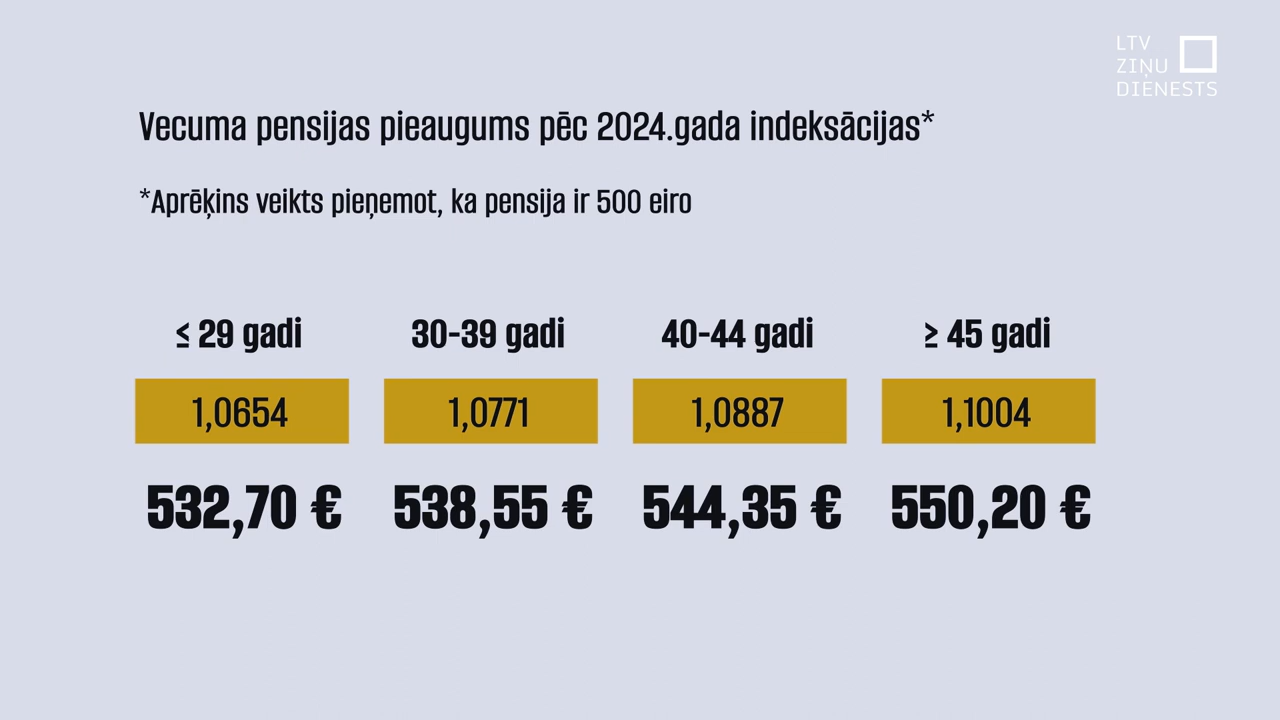 LTV
ZIŅU
DIENESTS
Vecuma pensijas pieaugums pēc 2024.gada indeksācijas*
*Aprēķins veikts pieņemot, ka pensija ir 500 eiro
≤ 29 gadi 30-39 gadi 40-44 gadi ≥ 45 gadi
1,0654 1,0771 1,0887 1,1004
532,70 € 538,55 € 544,35 € 550,20 €